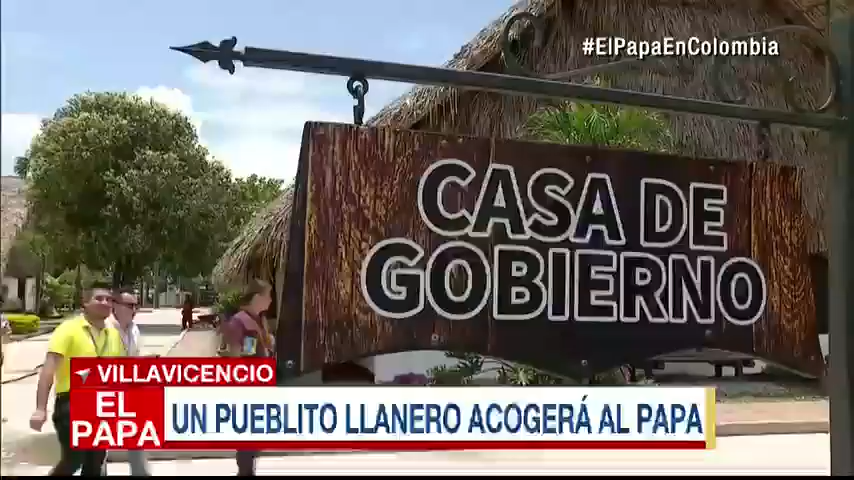 #ElPapaEnColombia
CASA DE
GOBIERNO
VILLAVICENCIO
EL
PAPA
UN PUEBLITO LLANERO ACOGERÁ AL PAPA